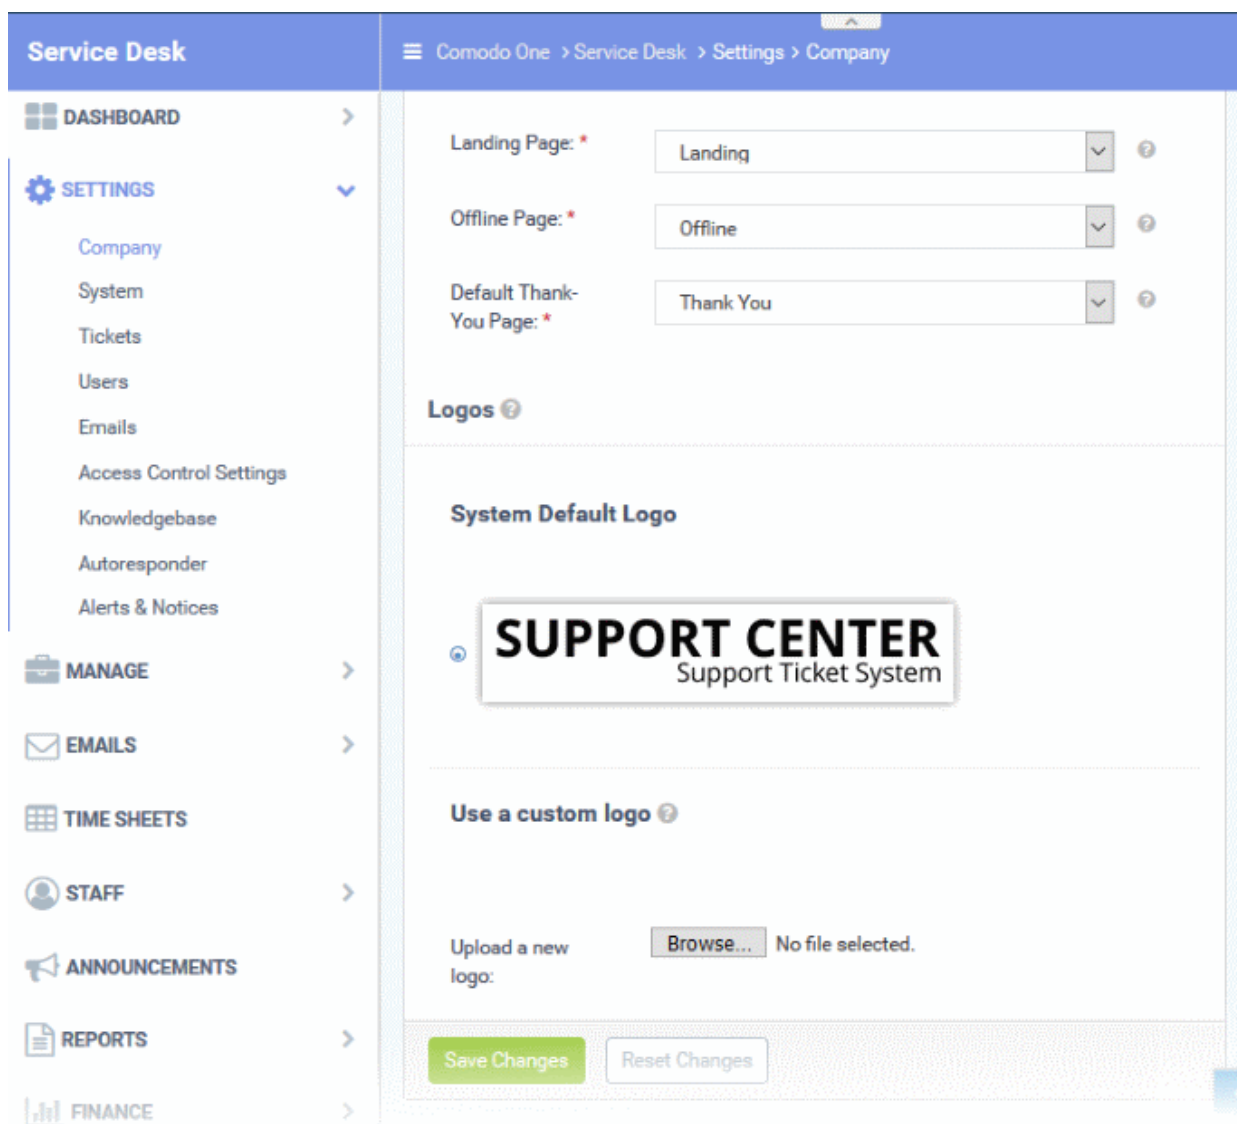 Service Desk
Comodo One > Service Desk > Settings > Company
DASHBOARD
SETTINGS
Company
System
Tickets
Users
Emails
Access Control Settings
Knowledgebase
Autoresponder
Alerts & Notices
MANAGE
EMAILS
TIME SHEETS
STAFF
ANNOUNCEMENTS
REPORTS
FINANCE
Landing Page: *
Landing
Offline Page: *
Offline
Default Thank-
You Page: *
Thank You
Logos
System Default Logo
SUPPORT CENTER
Support Ticket System
Use a custom logo
Upload a new
logo:
Browse... No file selected.
Save Changes
Reset Changes